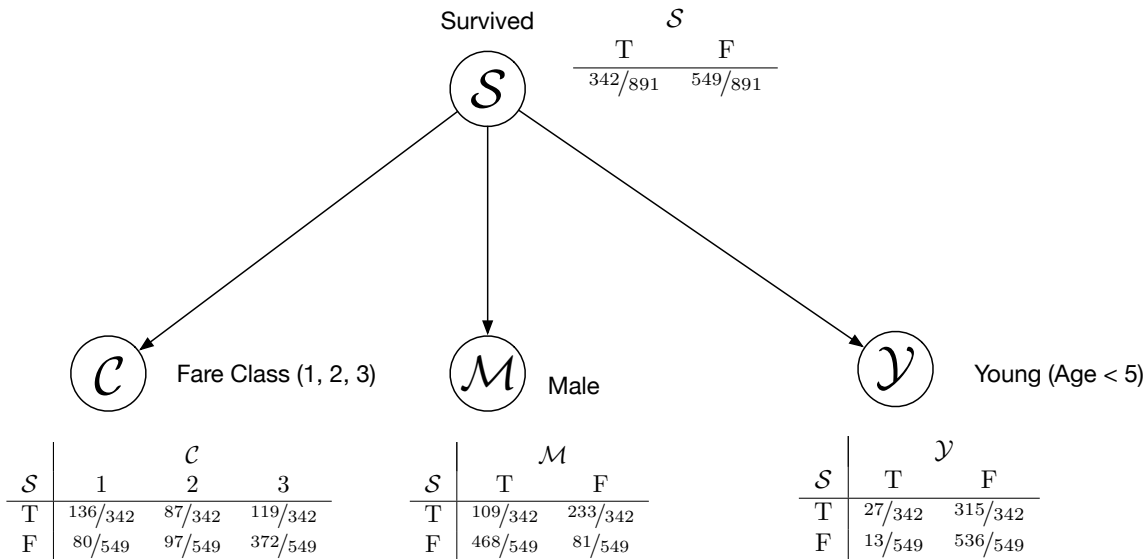 Survived
𝒮
T F
342/891 549/891
𝒮
𝒞
Fare Class (1, 2, 3)
ℳ
Male
𝒴
Young (Age < 5)
𝒞
𝒮 1 2 3
T 136/342 87/342 119/342
F 80/549 97/549 372/549
ℳ
𝒮 T F
T 109/342 233/342
F 468/549 81/549
𝒴
𝒮 T F
T 27/342 315/342
F 13/549 536/549